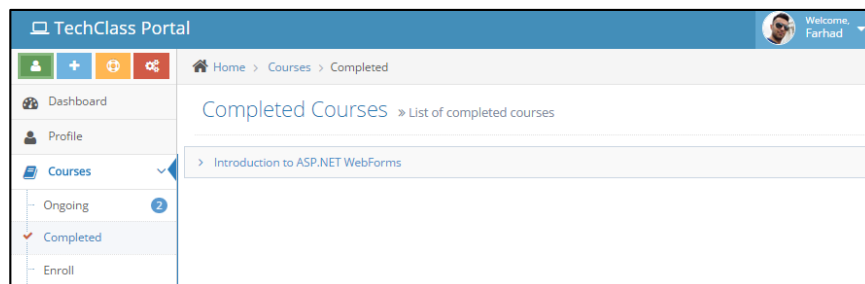 TechClass Portal
Welcome,
Farhad
Home > Courses > Completed
Dashboard
Completed Courses » List of completed courses
Profile
> Introduction to ASP.NET WebForms
Courses
Ongoing 2
Completed
Enroll